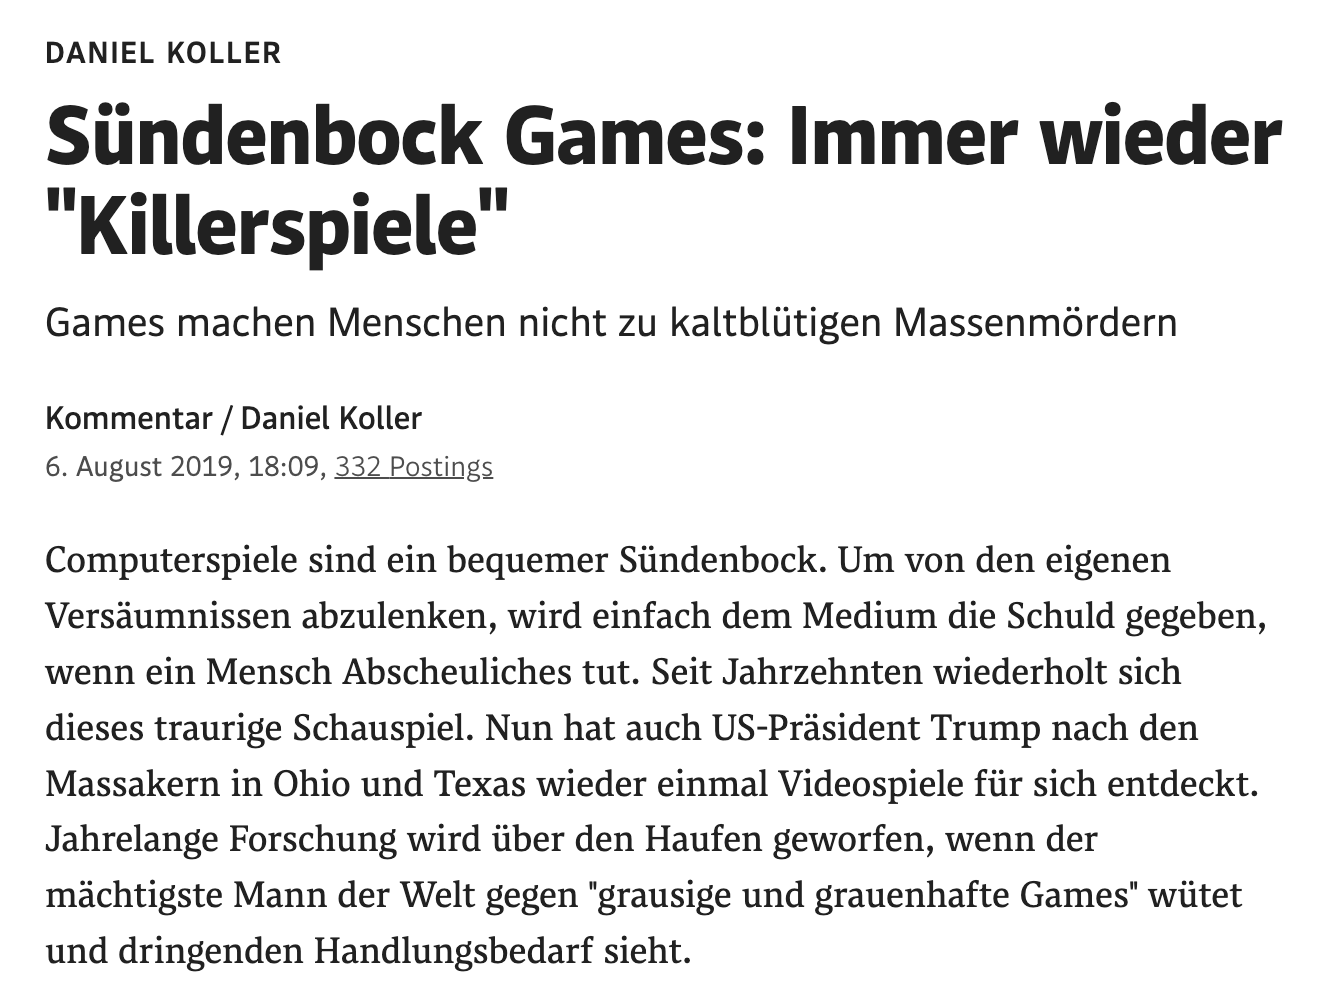 DANIEL KOLLER
Sündenbock Games: Immer wieder
"Killerspiele"
Games machen Menschen nicht zu kaltblütigen Massenmördern
Kommentar / Daniel Koller
6. August 2019, 18:09, 332 Postings
Computerspiele sind ein bequemer Sündenbock. Um von den eigenen
Versäumnissen abzulenken, wird einfach dem Medium die Schuld gegeben,
wenn ein Mensch Abscheuliches tut. Seit Jahrzehnten wiederholt sich
dieses traurige Schauspiel. Nun hat auch US-Präsident Trump nach den
Massakern in Ohio und Texas wieder einmal Videospiele für sich entdeckt.
Jahrelange Forschung wird über den Haufen geworfen, wenn der
mächtigste Mann der Welt gegen "grausige und grauenhafte Games" wütet
und dringenden Handlungsbedarf sieht.